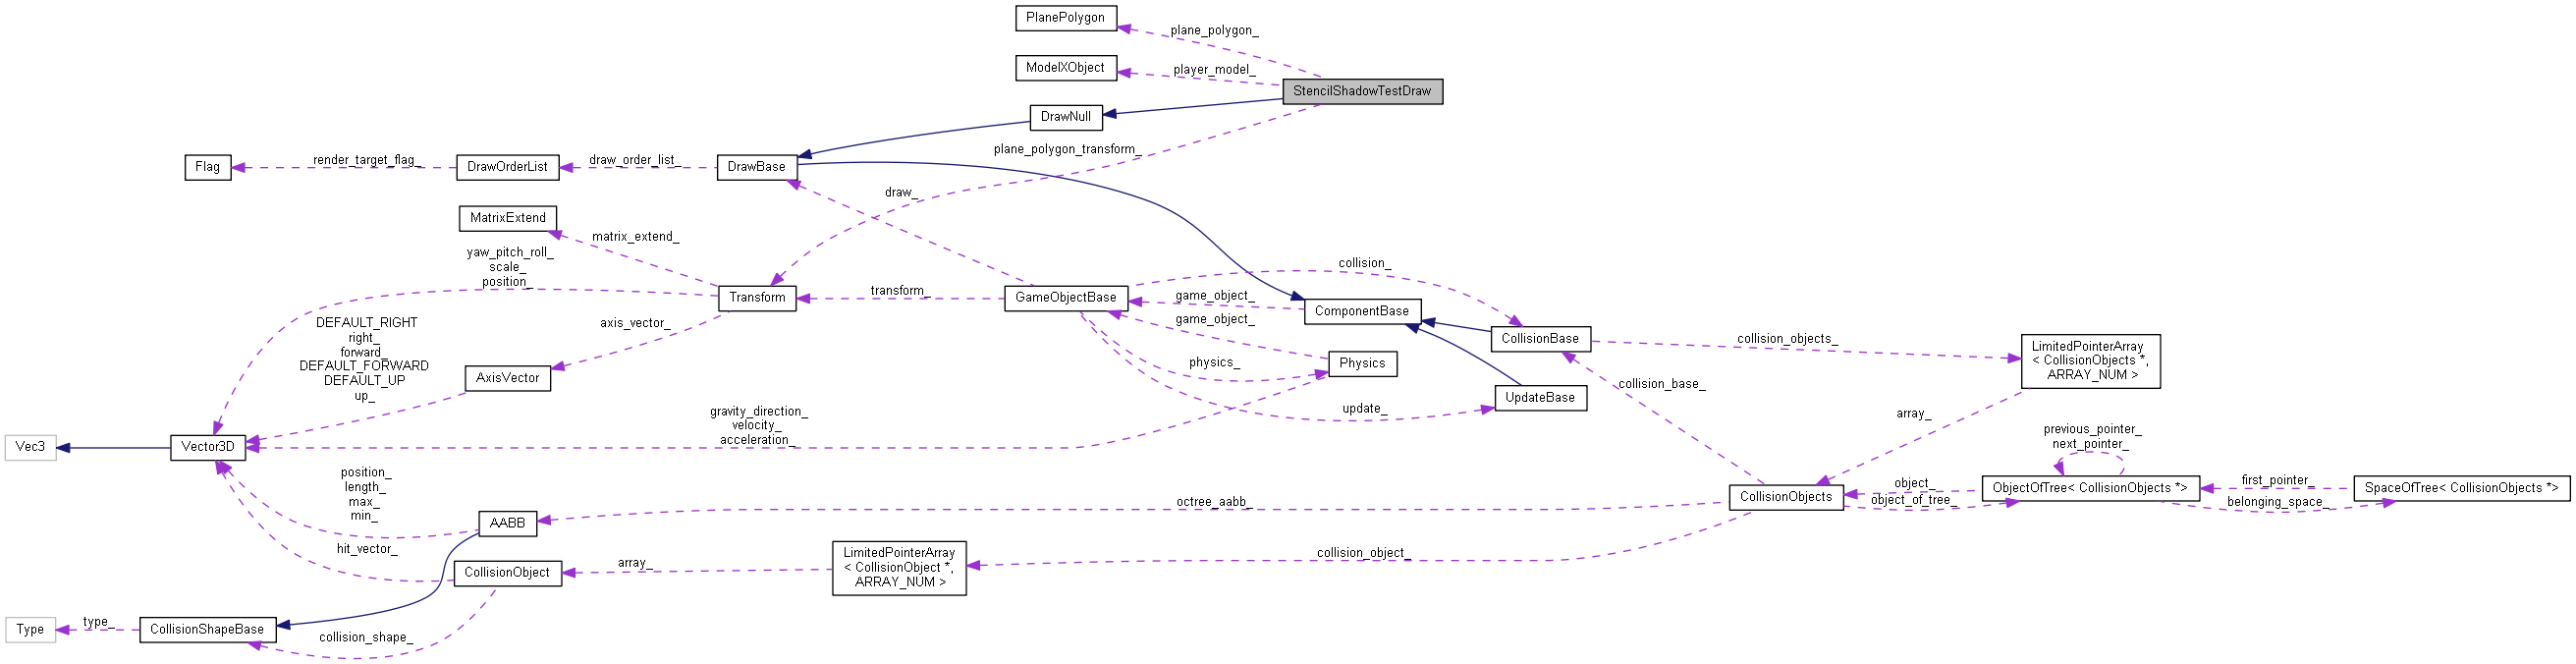 PlanePolygon
plane_polygon_
ModelXObject
player_model_
StencilShadowTestDraw
DrawNull
plane_polygon_transform_
Flag
render_target_flag_
DrawOrderList
draw_order_list_
DrawBase
draw_
MatrixExtend
matrix_extend_
yaw_pitch_roll_
scale_
position_
Transform
transform_
GameObjectBase
collision_
game_object_
game_object_
ComponentBase
CollisionBase
collision_objects_
LimitedPointerArray
< CollisionObjects *,
ARRAY_NUM >
DEFAULT_RIGHT
right_
forward_
DEFAULT_FORWARD
DEFAULT_UP
up_
axis_vector_
AxisVector
physics_
Physics
update_
UpdateBase
collision_base_
array_
gravity_direction_
velocity_
acceleration_
Vec3
Vector3D
previous_pointer_
next_pointer_
position_
length_
max_
min_
octree_aabb_
CollisionObjects
object_
object_of_tree_
ObjectOfTree< CollisionObjects *>
first_pointer_
belonging_space_
SpaceOfTree< CollisionObjects *>
AABB
hit_vector_
CollisionObject
array_
LimitedPointerArray
< CollisionObject *,
ARRAY_NUM >
collision_object_
Type
type_
CollisionShapeBase
collision_shape_